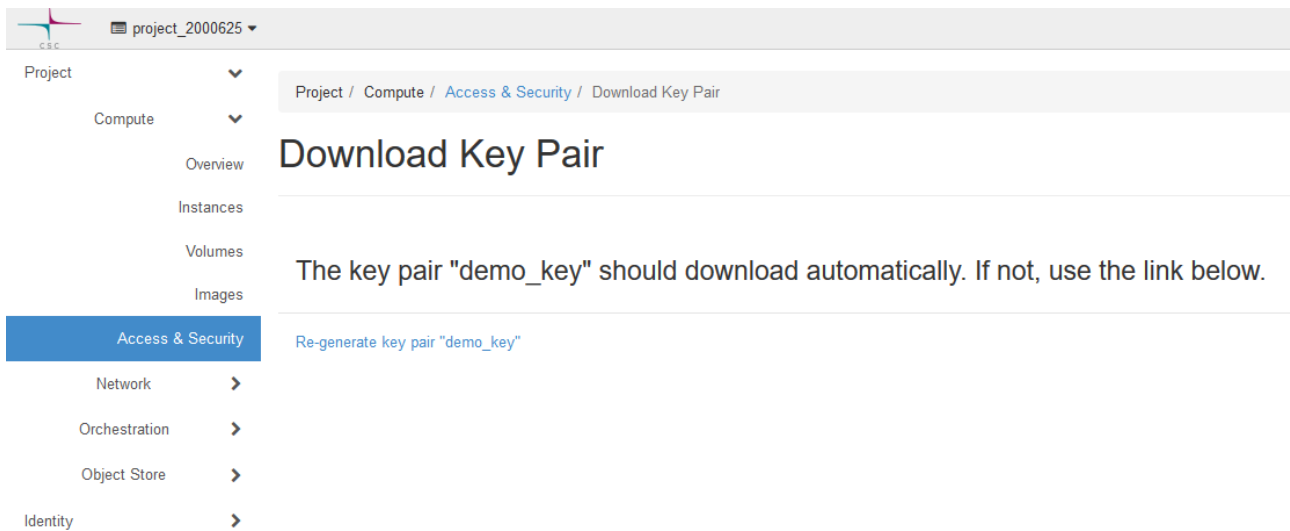 csc
project_2000625
Project
Compute
Overview
Instances
Volumes
Images
Access & Security
Network
Orchestration
Object Store
Identity
Project / Compute / Access & Security / Download Key Pair
Download Key Pair
The key pair "demo_key" should download automatically. If not, use the link below.
Re-generate key pair "demo_key"